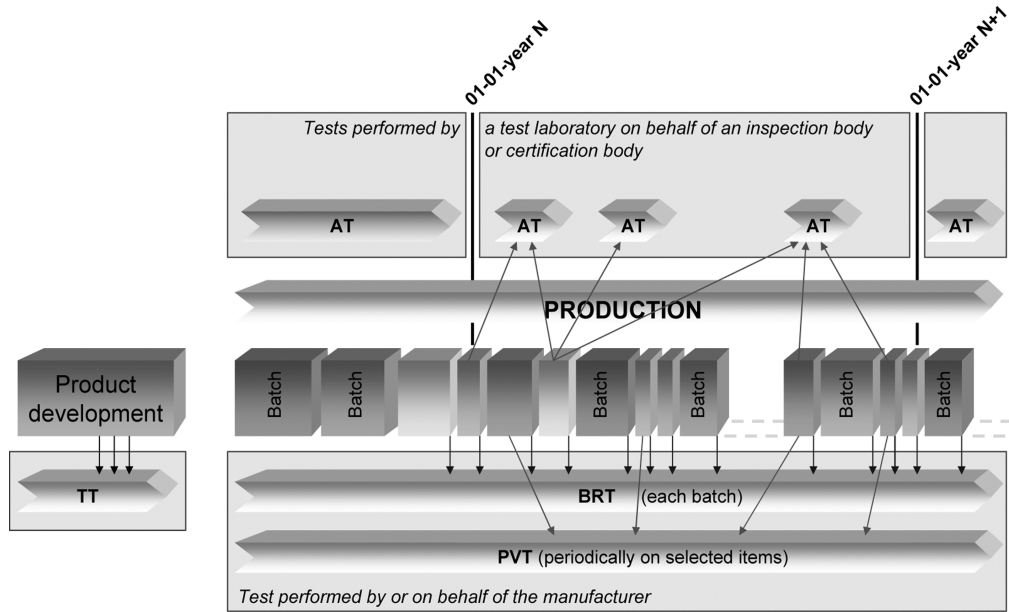 01-01-year N
01-01-year N+1
Tests performed by
a test laboratory on behalf of an inspection body
or certification body
AT
AT
AT
AT
AT
PRODUCTION
Product
development
Batch
Batch
Batch
Batch
Batch
Batch
TT
BRT (each batch)
PVT (periodically on selected items)
Test performed by or on behalf of the manufacturer